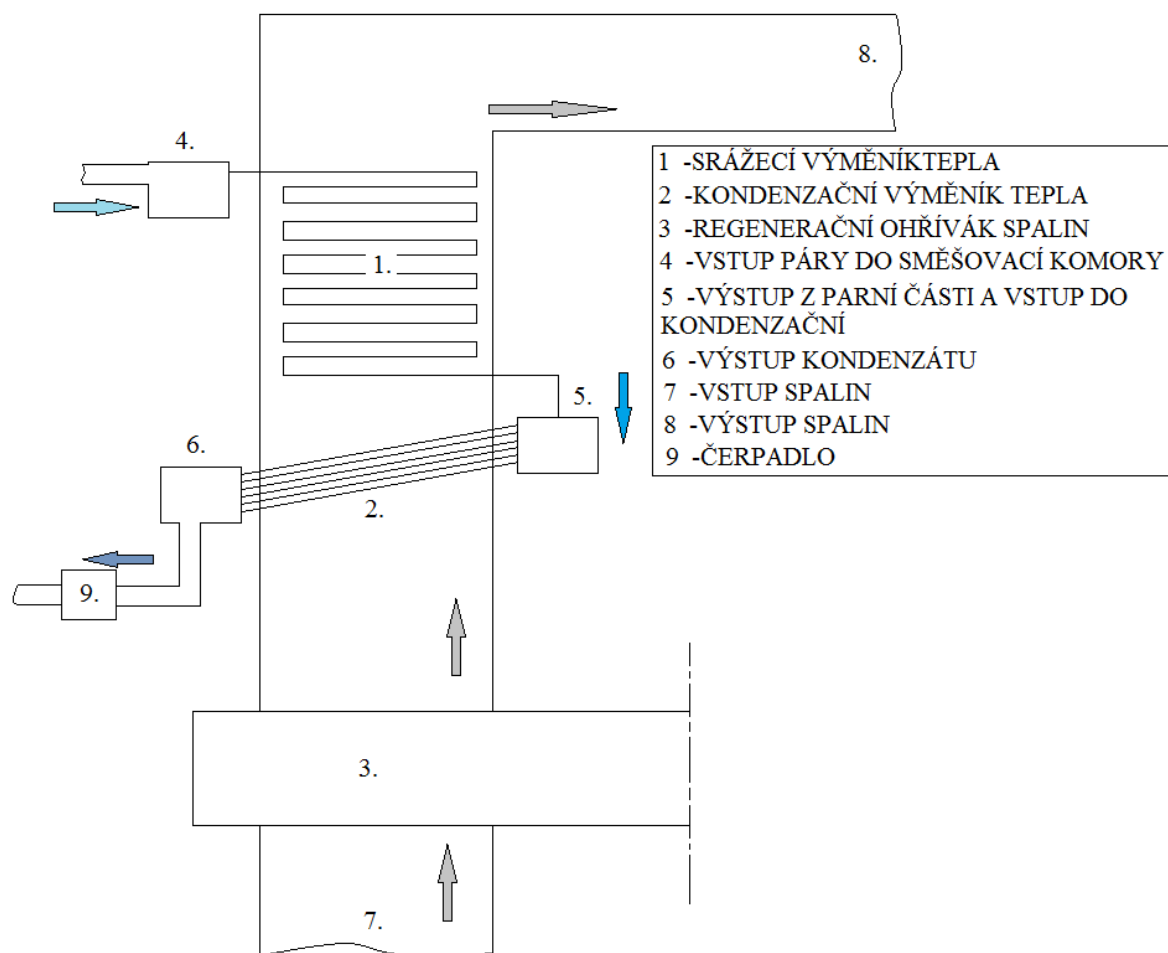 8.
4.
1 -SRÁŽECÍ VÝMĚNÍKTEPLA
2 -KONDENZAČNÍ VÝMĚNÍK TEPLA
3 -REGENERAČNÍ OHŘÍVÁK SPALIN
4 -VSTUP PÁRY DO SMĚŠOVACÍ KOMORY
5 -VÝSTUP Z PARNÍ ČÁSTI A VSTUP DO
KONDENZAČNÍ
6 -VÝSTUP KONDENZÁTU
7 -VSTUP SPALIN
8 -VÝSTUP SPALIN
9 -ČERPADLO
1.
5.
6.
2.
9.
3.
7.